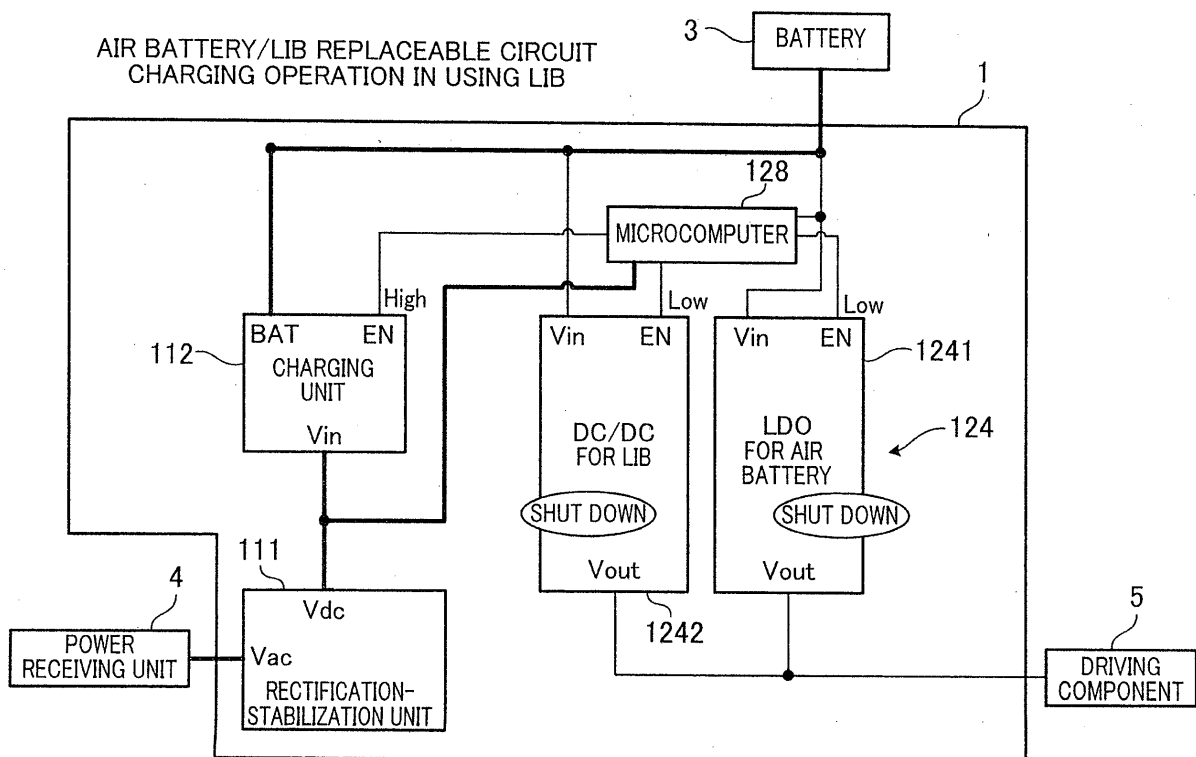 AIR BATTERY/LIB REPLACEABLE CIRCUIT
CHARGING OPERATION IN USING LIB
3
BATTERY
1
128
MICROCOMPUTER
High
Low
Low
BAT
EN
112
CHARGING
UNIT
Vin
Vin
EN
DC/DC
FOR LIB
SHUT DOWN
Vout
1242
Vin
EN
1241
LDO
FOR AIR
BATTERY
124
SHUT DOWN
Vout
111
Vdc
4
POWER
RECEIVING UNIT
Vac
RECTIFICATION-
STABILIZATION UNIT
5
DRIVING
COMPONENT